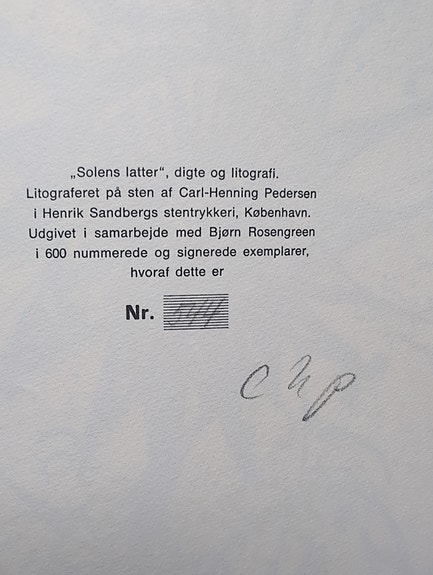 „Solens latter“, digte og litografi.
Litograferet på sten af Carl-Henning Pedersen
i Henrik Sandbergs stentrykkeri, København.
Udgivet i samarbejde med Bjørn Rosengreen
i 600 nummerede og signerede exemplarer,
hvoraf dette er
Nr.
C H P